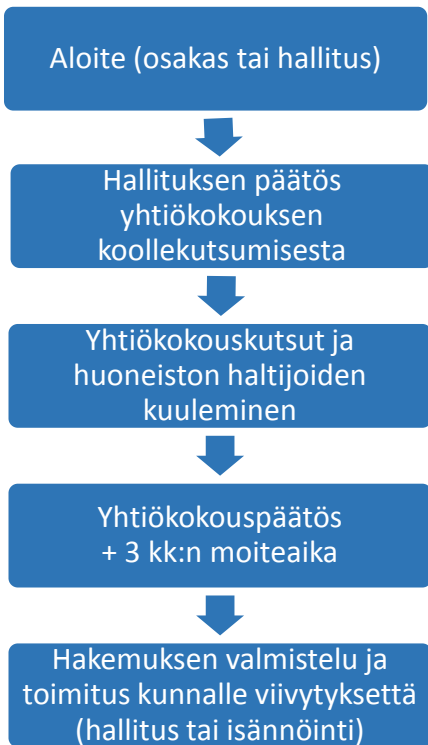 Aloite (osakas tai hallitus)
Hallituksen päätös
yhtiökokouksen
koollekutsumisesta
Yhtiökokouskutsut ja
huoneiston haltijoiden
kuuleminen
Yhtiökokouspäätös
+ 3 kk:n moiteaika
Hakemuksen valmistelu ja
toimitus kunnalle viivytyksettä
(hallitus tai isännöinti)